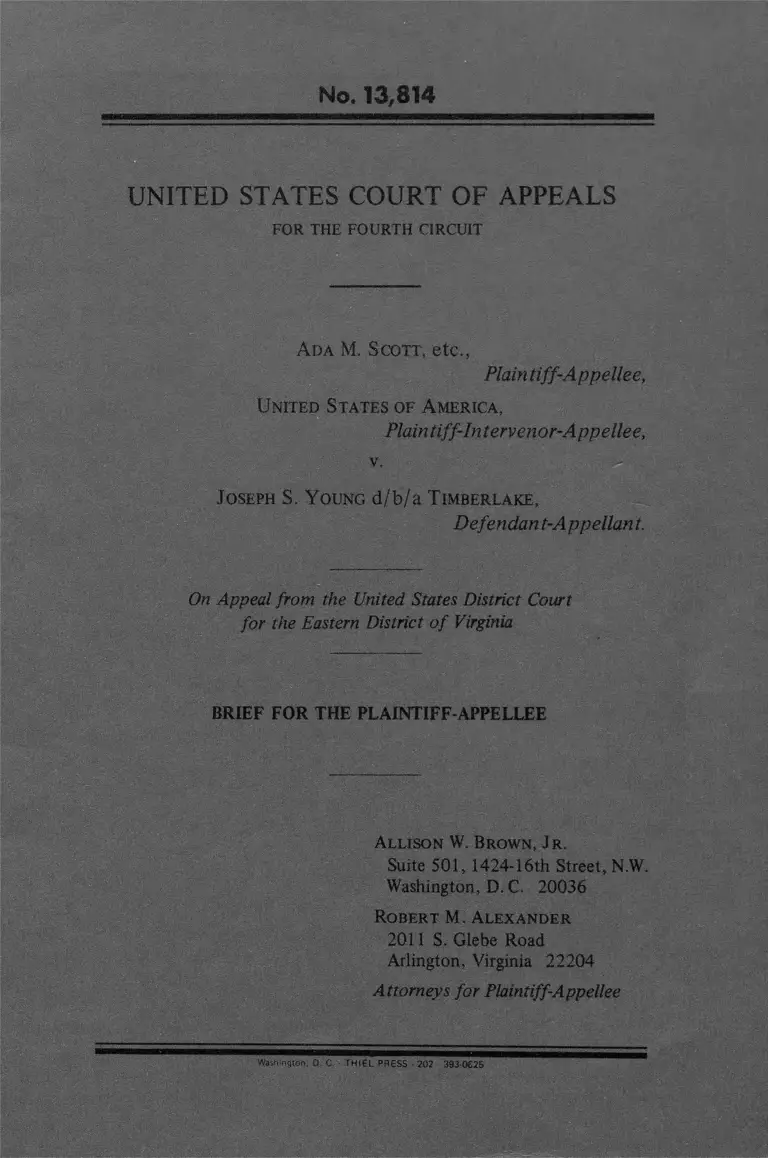 No. 13,814
UNITED STATES COURT OF APPEALS
FOR THE FOURTH CIRCUIT
ADA M. SCOTT, etc.,
Plaintiff-Appellee,
UNITED STATES OF AMERICA,
Plaintiff-Intervenor-Appellee,
v.
JOSEPH S. YOUNG d/b/a TIMBERLAKE,
Defendant-Appellant.
On Appeal from the United States District Court
for the Eastern District of Virginia
BRIEF FOR THE PLAINTIFF-APPELLEE
ALLISON W. BROWN, JR.
Suite 501, 1424-16th Street, N.W.
Washington, D. C. 20036
ROBERT M. ALEXANDER
2011 S. Glebe Road
Arlington, Virginia 22204
Attorneys for Plaintiff-Appellee
Washington, D. C. - THIEL PRESS - 202 - 393-0625